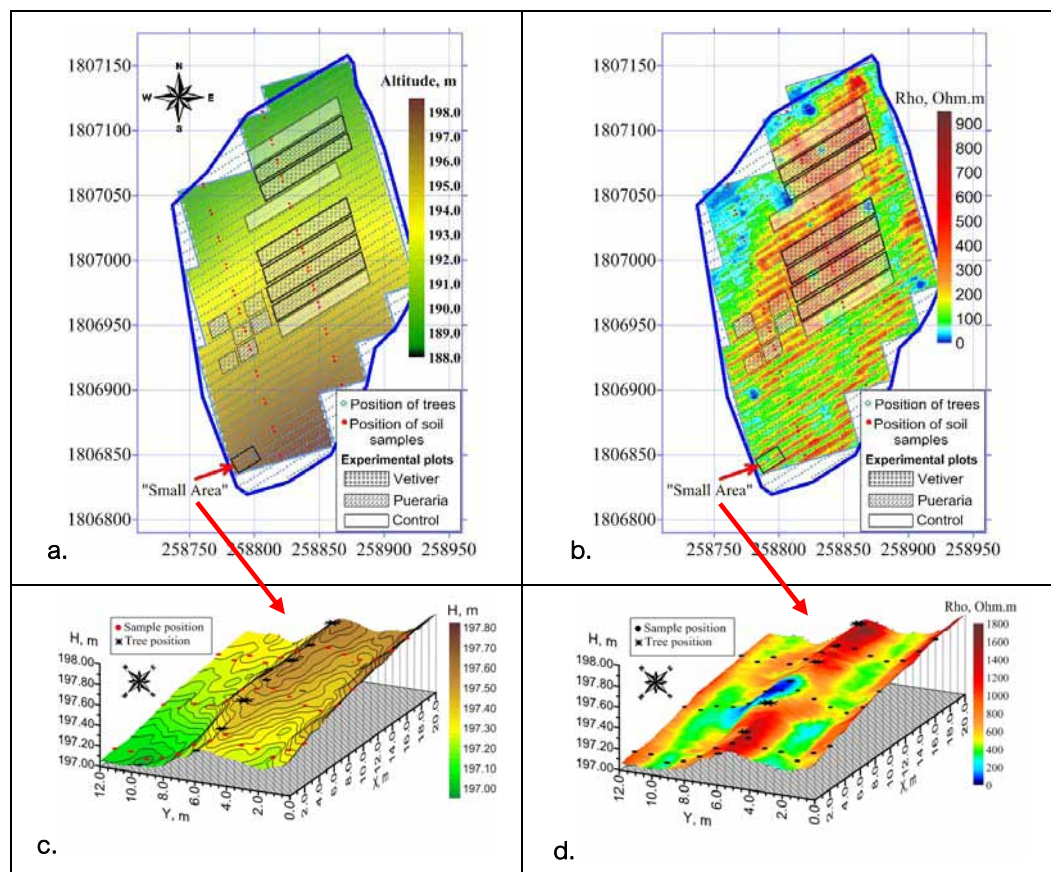 1807150
1807100
1807050
1807000
1806950
1806900
1806850
1806800
N
W E
S
Altitude, m
198.0
197.0
196.0
194.0
193.0
192.0
191.0
190.0
189.0
188.0
Position of trees
Position of soil
samples
Experimental plots
Vetiver
Pueraria
Control
"Small Area"
258750 258800 258850 258900 258950
a.
1807150
1807100
1807050
1807000
1806950
1806900
1806850
1806800
Rho, Ohm.m
900
800
700
600
500
400
300
200
100
0
Position of trees
Position of soil
samples
Experimental plots
Vetiver
Pueraria
Control
"Small Area"
258750 258800 258850 258900 258950
b.
Sample position
Tree position
H, m
198.00
197.80
197.60
197.40
197.20
197.00
12.0 10.0 8.0 6.0 4.0 2.0 0.0
Y, m
0.0 2.0 4.0 6.0 8.0 10.0 12.0 14.0 16.0 18.0 20.0
X, m
H, m
197.80
197.70
197.60
197.50
197.40
197.30
197.20
197.10
197.00
c.
Sample position
Tree position
H, m
198.00
197.80
197.60
197.40
197.20
197.00
12.0 10.0 8.0 6.0 4.0 2.0 0.0
Y, m
0.0 2.0 4.0 6.0 8.0 10.0 12.0 14.0 16.0 18.0 20.0
X, m
Rho, Ohm.m
1800
1600
1400
1200
1000
800
600
400
200
0
d.